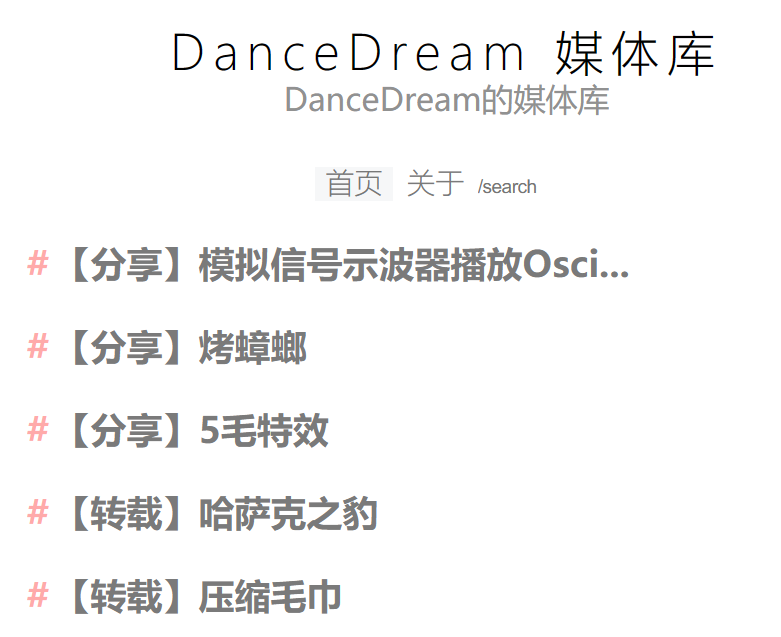 DanceDream 媒体库
DanceDream的媒体库
首页 关于 /search
# 【分享】模拟信号示波器播放Osci...
# 【分享】烤蟑螂
# 【分享】5毛特效
# 【转载】哈萨克之豹
# 【转载】压缩毛巾